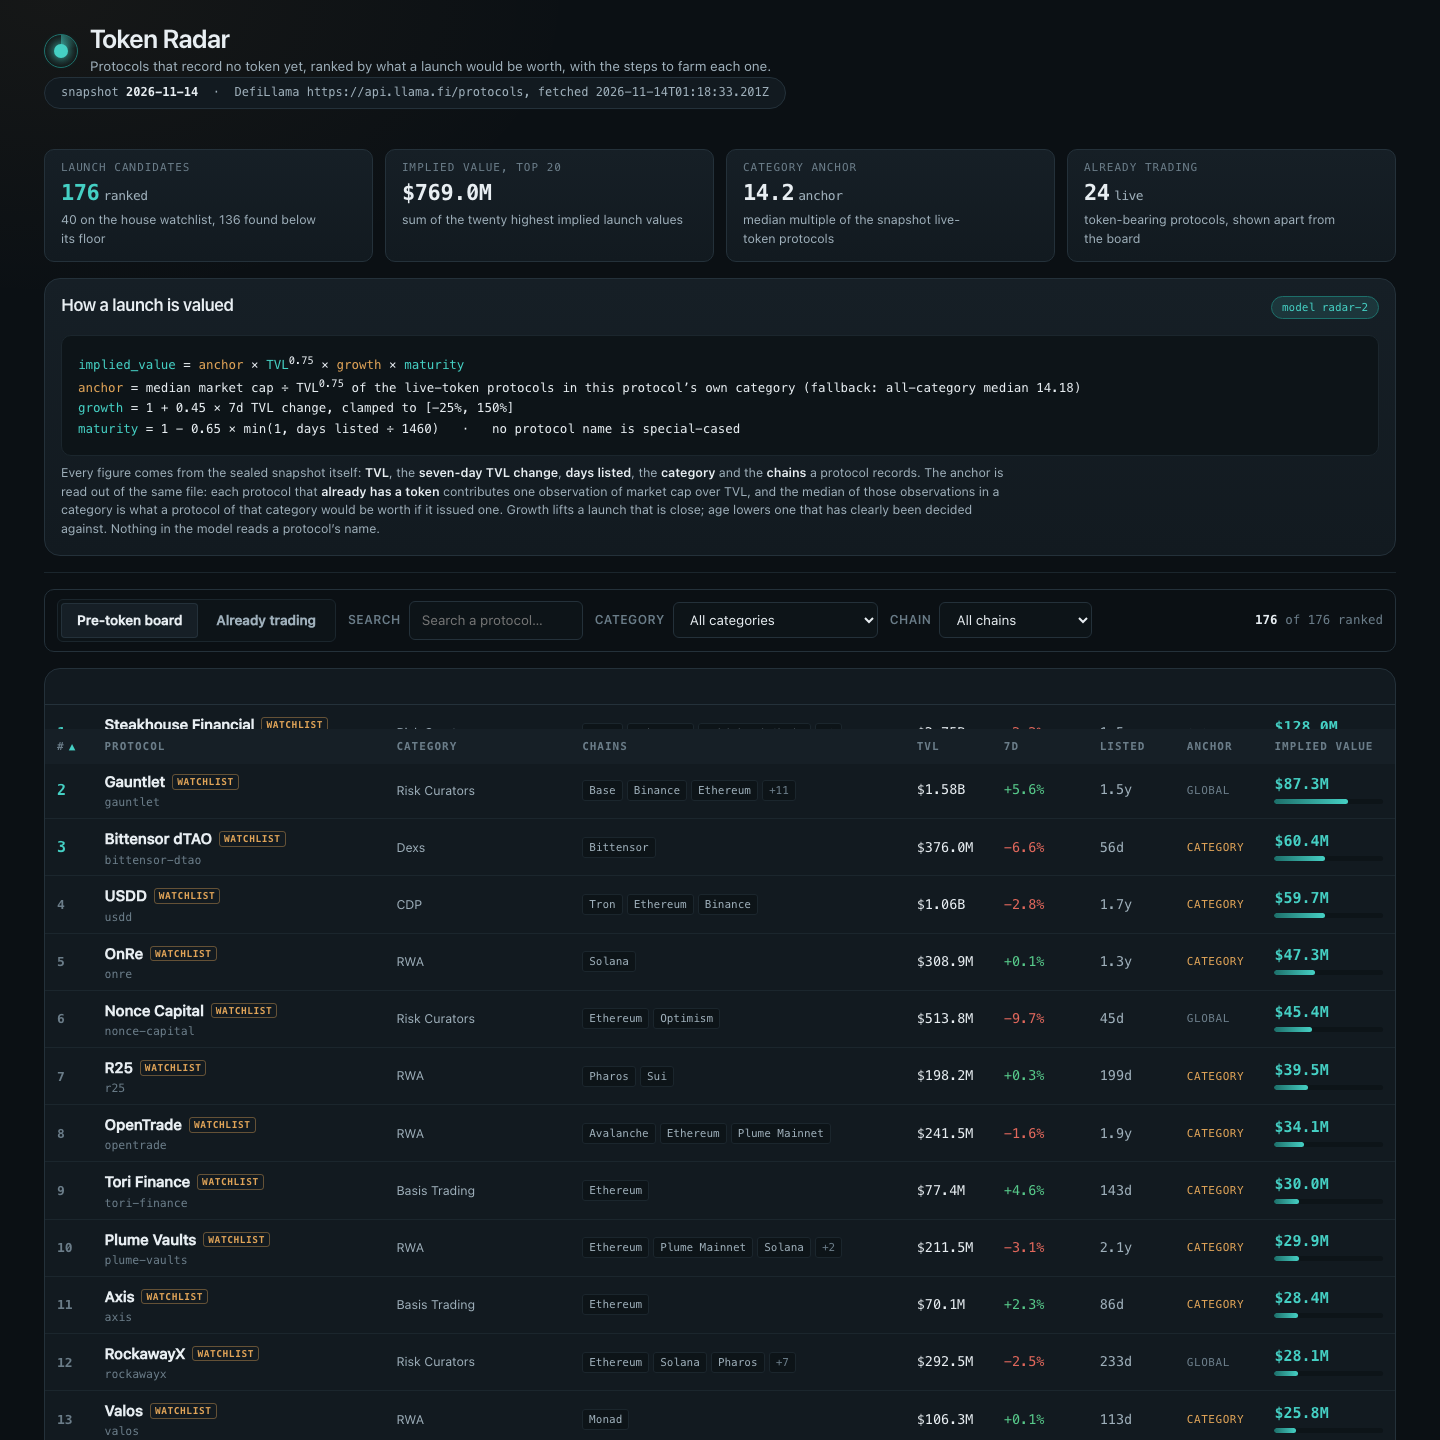 Token Radar
Protocols that record no token yet, ranked by what a launch would be worth, with the steps to farm each one.
snapshot 2026-11-14 · DefiLlama https://api.llama.fi/protocols, fetched 2026-11-14T01:18:33.201Z
LAUNCH CANDIDATES
176 ranked
40 on the house watchlist, 136 found below
its floor
IMPLIED VALUE, TOP 20
$769.0M
sum of the twenty highest implied launch values
CATEGORY ANCHOR
14.2 anchor
median multiple of the snapshot live-
token protocols
ALREADY TRADING
24 live
token-bearing protocols, shown apart from
the board
How a launch is valued
model radar-2
implied_value = anchor × TVL^0.75 × growth × maturity
anchor = median market cap ÷ TVL^0.75 of the live-token protocols in this protocol's own category (fallback: all-category median 14.18)
growth = 1 + 0.45 × 7d TVL change, clamped to [−25%, 150%]
maturity = 1 − 0.65 × min(1, days listed ÷ 1460) · no protocol name is special-cased
Every figure comes from the sealed snapshot itself: TVL, the seven-day TVL change, days listed, the category and the chains a protocol records. The anchor is
read out of the same file: each protocol that already has a token contributes one observation of market cap over TVL, and the median of those observations in a
category is what a protocol of that category would be worth if it issued one. Growth lifts a launch that is close; age lowers one that has clearly been decided
against. Nothing in the model reads a protocol's name.
Pre-token board Already trading SEARCH Search a protocol… CATEGORY All categories CHAIN All chains 176 of 176 ranked
Steakhouse Financial WATCHLIST $128.0M
# ▲ PROTOCOL CATEGORY CHAINS TVL 7D LISTED ANCHOR IMPLIED VALUE
2 Gauntlet WATCHLIST Risk Curators Base Binance Ethereum +11 $1.58B +5.6% 1.5y GLOBAL $87.3M
gauntlet
3 Bittensor dTAO WATCHLIST Dexs Bittensor $376.0M −6.6% 56d CATEGORY $60.4M
bittensor-dtao
4 USDD WATCHLIST CDP Tron Ethereum Binance $1.06B −2.8% 1.7y CATEGORY $59.7M
usdd
5 OnRe WATCHLIST RWA Solana $308.9M +0.1% 1.3y CATEGORY $47.3M
onre
6 Nonce Capital WATCHLIST Risk Curators Ethereum Optimism $513.8M −9.7% 45d GLOBAL $45.4M
nonce-capital
7 R25 WATCHLIST RWA Pharos Sui $198.2M +0.3% 199d CATEGORY $39.5M
r25
8 OpenTrade WATCHLIST RWA Avalanche Ethereum Plume Mainnet $241.5M −1.6% 1.9y CATEGORY $34.1M
opentrade
9 Tori Finance WATCHLIST Basis Trading Ethereum $77.4M +4.6% 143d CATEGORY $30.0M
tori-finance
10 Plume Vaults WATCHLIST RWA Ethereum Plume Mainnet Solana +2 $211.5M −3.1% 2.1y CATEGORY $29.9M
plume-vaults
11 Axis WATCHLIST Basis Trading Ethereum $70.1M +2.3% 86d CATEGORY $28.4M
axis
12 RockawayX WATCHLIST Risk Curators Ethereum Solana Pharos +7 $292.5M −2.5% 233d GLOBAL $28.1M
rockawayx
13 Valos WATCHLIST RWA Monad $106.3M +0.1% 113d CATEGORY $25.8M
valos